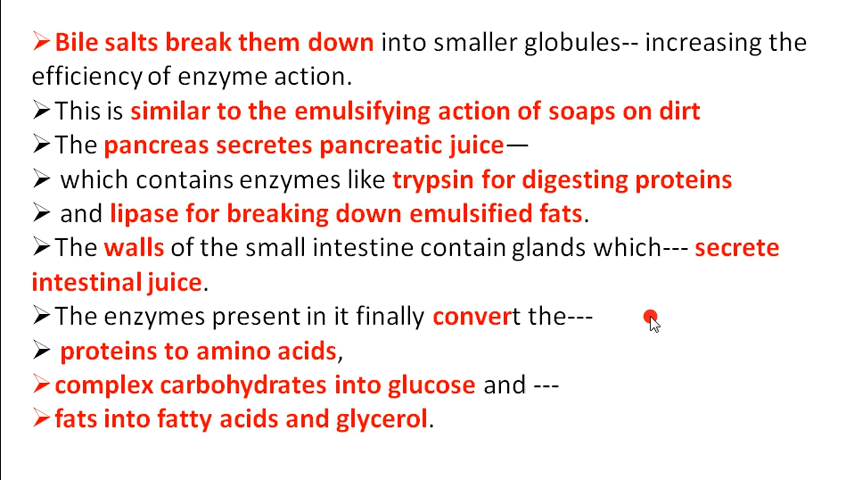 ➢Bile salts break them down into smaller globules-- increasing the
efficiency of enzyme action.
➢This is similar to the emulsifying action of soaps on dirt
➢The pancreas secretes pancreatic juice—
➢ which contains enzymes like trypsin for digesting proteins
➢ and lipase for breaking down emulsified fats.
➢The walls of the small intestine contain glands which--- secrete
intestinal juice.
➢The enzymes present in it finally convert the---
➢ proteins to amino acids,
➢complex carbohydrates into glucose and ---
➢fats into fatty acids and glycerol.